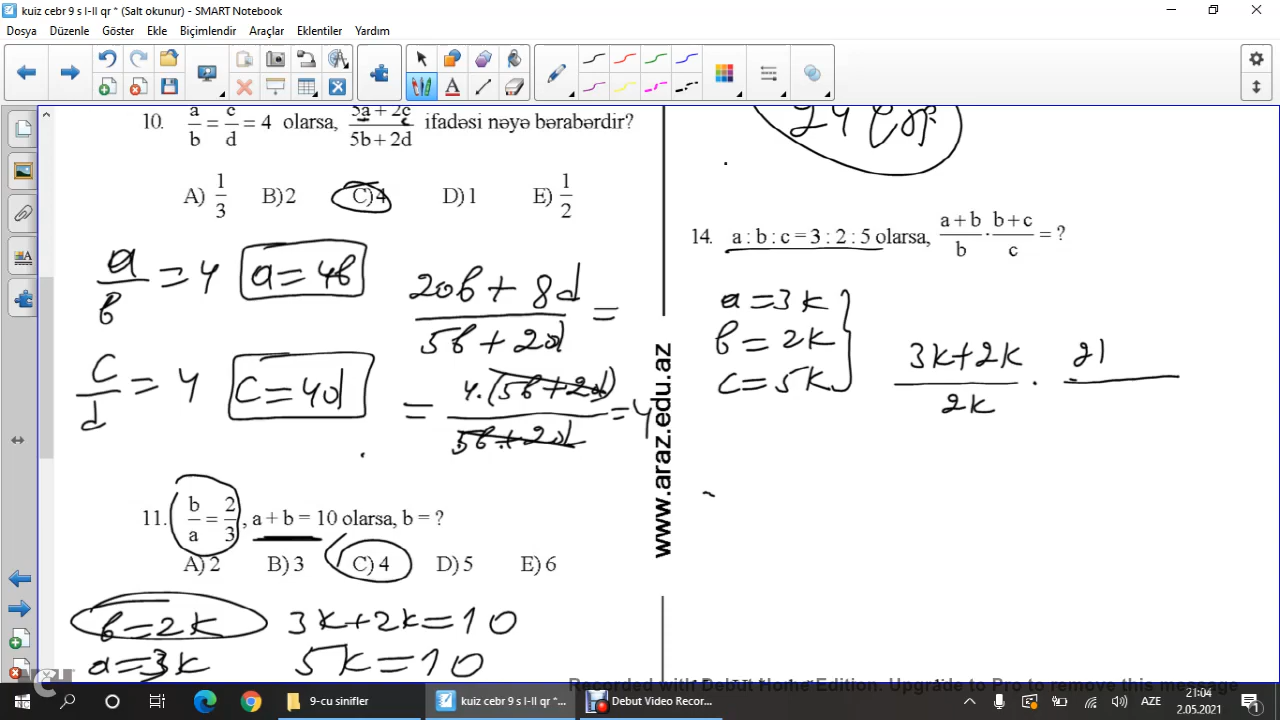 kuiz cebr 9 s I-II qr * (Salt okunur) - SMART Notebook
Dosya Düzenle Göster Ekle Biçimlendir Araçlar Eklentiler Yardım
10. a/b = c/d = 4 olarsa, 5a + 2c / 5b + 2d ifadəsi nəyə bərabərdir?
A) 1/3 B) 2 C) 4 D) 1 E) 1/2
a/b = 4 a = 4b
20b + 8d / 5b + 2d =
c/d = 4 c = 4d
= 4·(5b+2d) / 5b+2d = 4
11. b/a = 2/3, a + b = 10 olarsa, b = ?
A) 2 B) 3 C) 4 D) 5 E) 6
b = 2k 3k+2k=10
a = 3k 5k=10
www.araz.edu.az
24
14. a : b : c = 3 : 2 : 5 olarsa, a + b / b · b + c / c = ?
a = 3k
b = 2k
c = 5k
3k+2k / 2k ·
Recorded with Debut Home Edition. Upgrade to Pro to remove this message
9-cu sinifler
kuiz cebr 9 s I-II qr *...
Debut Video Recor...
AZE
21:04
2.05.2021
1